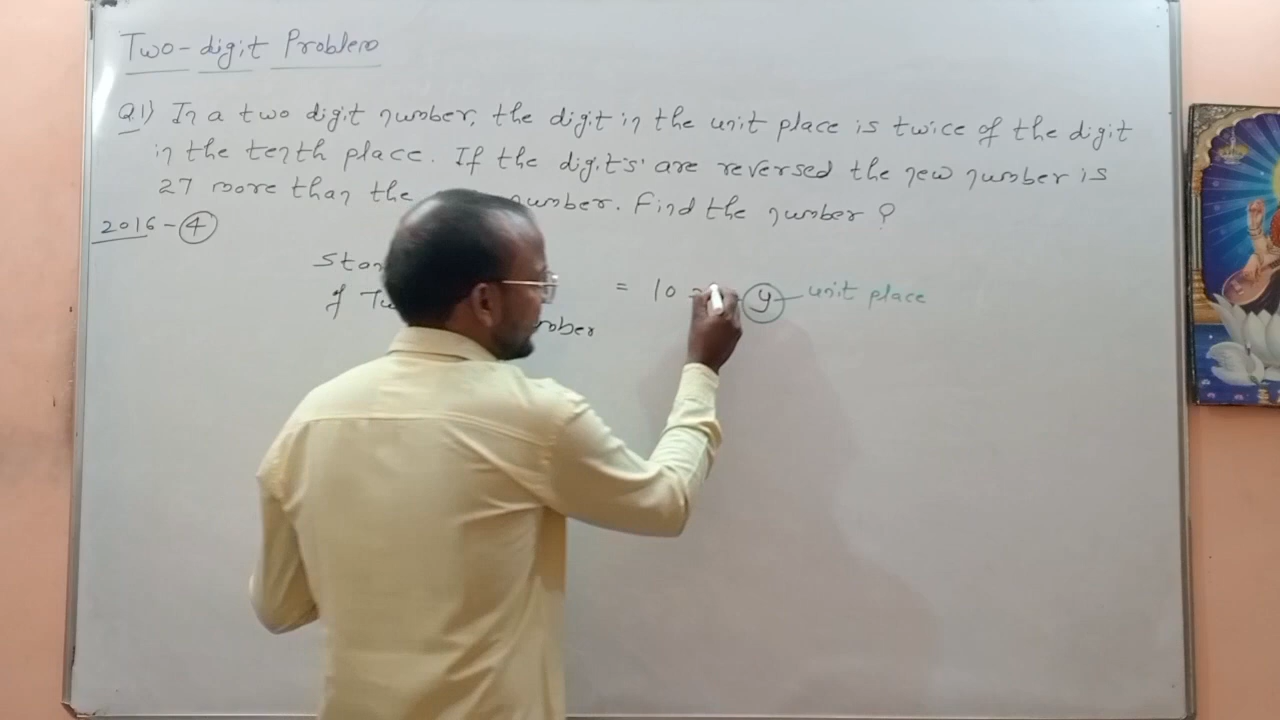 Two-digit Problem
Q1) In a two digit number, the digit in the unit place is twice of the digit
in the tenth place. If the digits' are reversed the new number is
27 more than the number. Find the number ?
2016 - 4
= 10 y - unit place